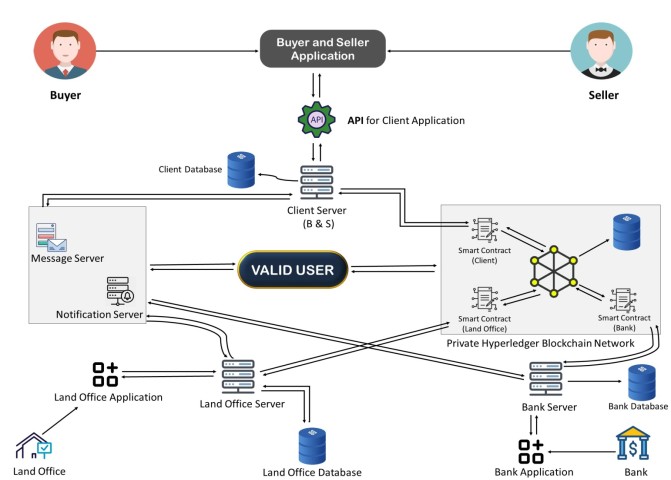 Buyer and Seller
Application
Buyer
Seller
API
API for Client Application
Client Database
Client Server
(B & S)
Message Server
Notification Server
VALID USER
Smart Contract
(Client)
Smart Contract
(Land Office)
Smart Contract
(Bank)
Private Hyperledger Blockchain Network
Land Office Application
Land Office Server
Bank Server
Bank Database
Land Office
Land Office Database
Bank Application
Bank